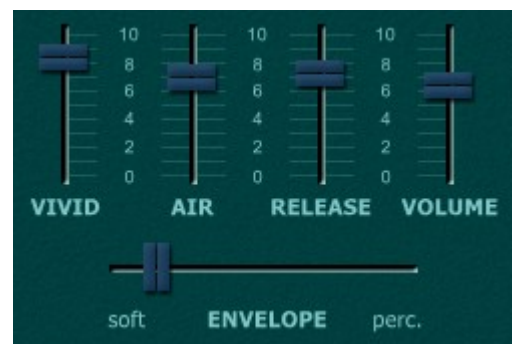 10 10 10
8 8 8
6 6 6
4 4 4
2 2 2
0 0 0
VIVID AIR RELEASE VOLUME
soft ENVELOPE perc.